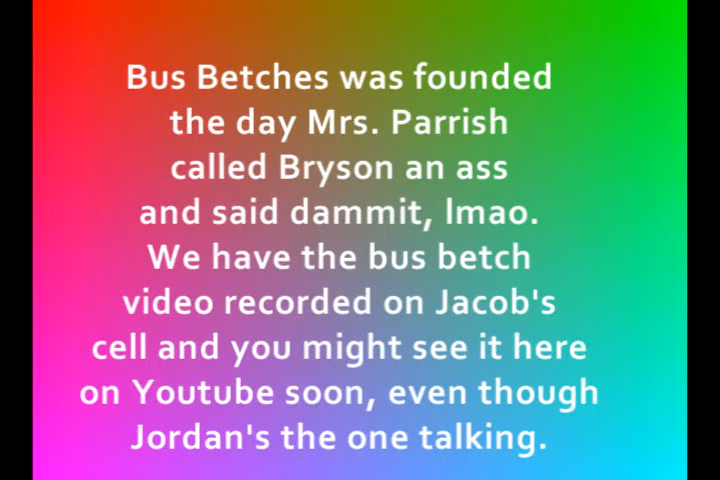 Bus Betches was founded
the day Mrs. Parrish
called Bryson an ass
and said dammit, lmao.
We have the bus betch
video recorded on Jacob's
cell and you might see it here
on Youtube soon, even though
Jordan's the one talking.